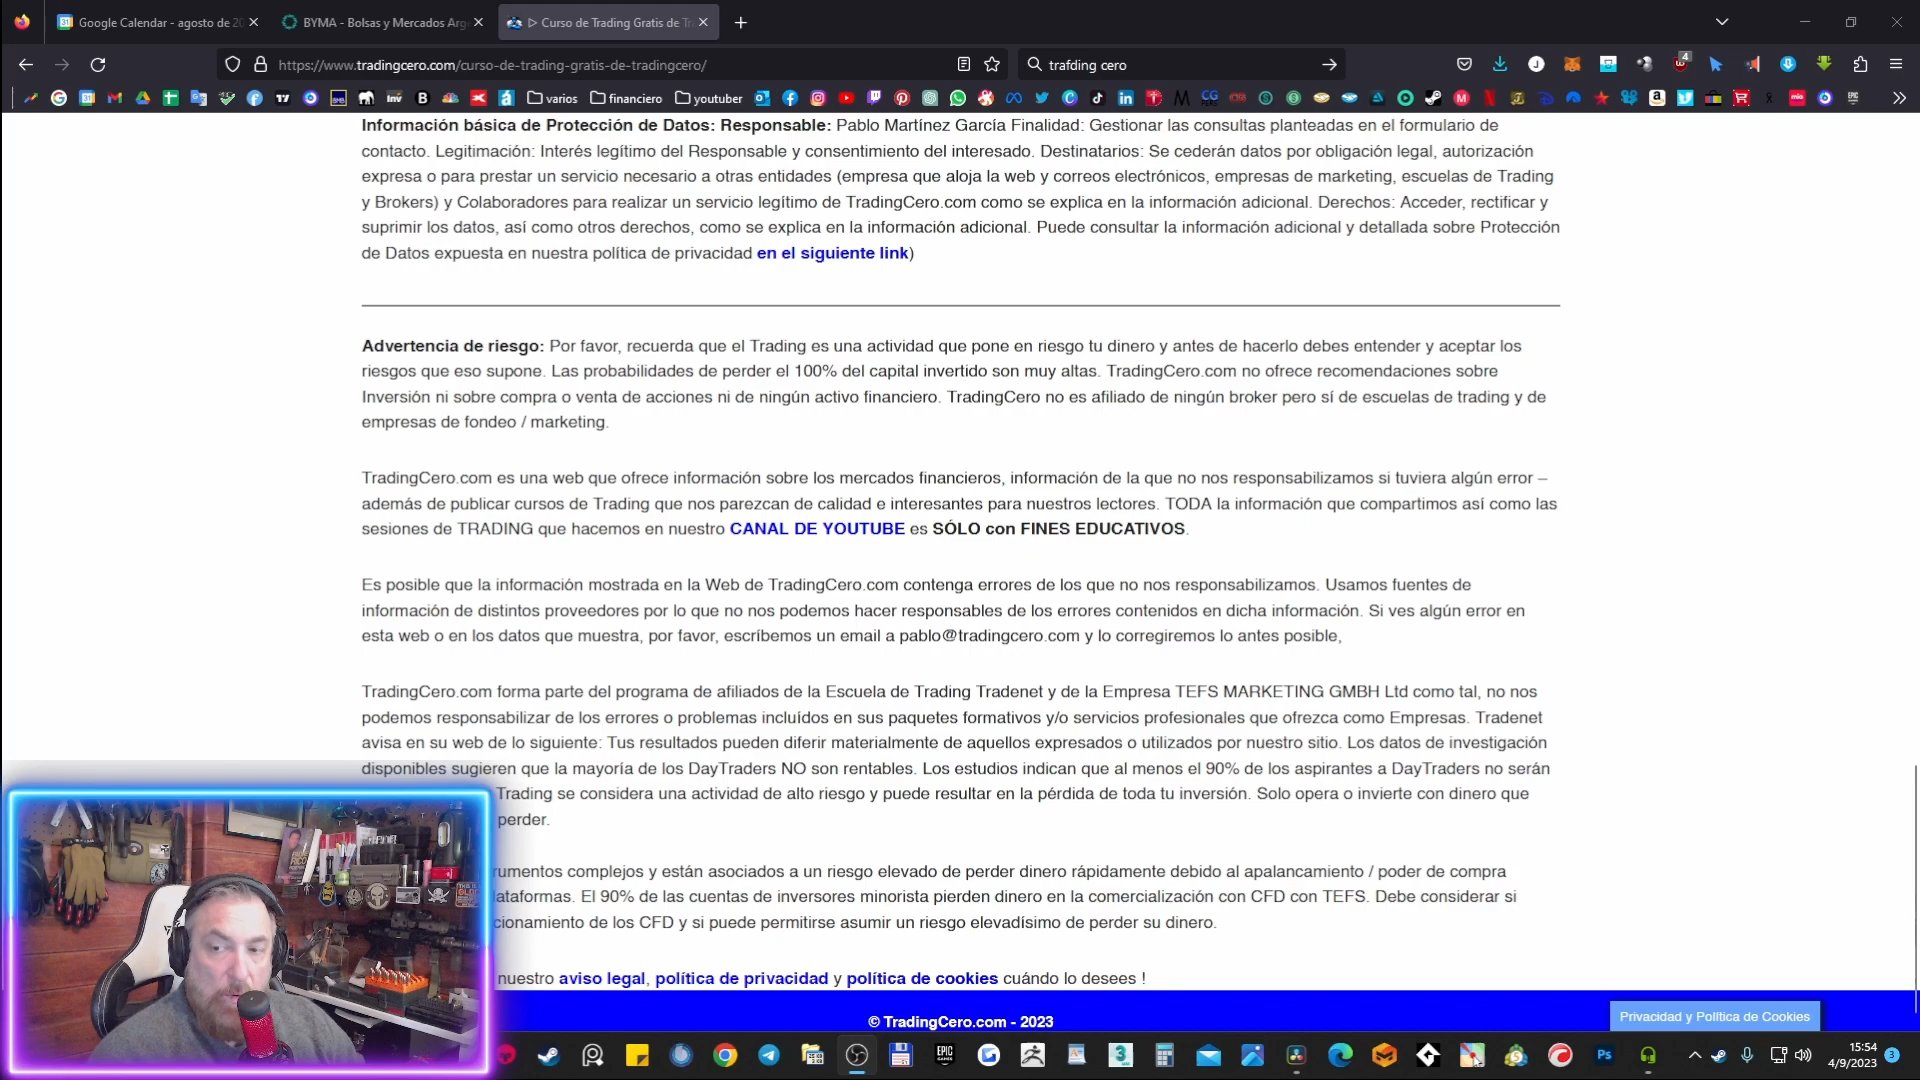 Google Calendar - agosto de 20
BYMA - Bolsas y Mercados Arg
▷ Curso de Trading Gratis de Tr
https://www.tradingcero.com/curso-de-trading-gratis-de-tradingcero/
trafding cero
4
varios
financiero
youtuber
Información básica de Protección de Datos: Responsable: Pablo Martínez García Finalidad: Gestionar las consultas planteadas en el formulario de
contacto. Legitimación: Interés legítimo del Responsable y consentimiento del interesado. Destinatarios: Se cederán datos por obligación legal, autorización
expresa o para prestar un servicio necesario a otras entidades (empresa que aloja la web y correos electrónicos, empresas de marketing, escuelas de Trading
y Brokers) y Colaboradores para realizar un servicio legítimo de TradingCero.com como se explica en la información adicional. Derechos: Acceder, rectificar y
suprimir los datos, así como otros derechos, como se explica en la información adicional. Puede consultar la información adicional y detallada sobre Protección
de Datos expuesta en nuestra política de privacidad en el siguiente link)
Advertencia de riesgo: Por favor, recuerda que el Trading es una actividad que pone en riesgo tu dinero y antes de hacerlo debes entender y aceptar los
riesgos que eso supone. Las probabilidades de perder el 100% del capital invertido son muy altas. TradingCero.com no ofrece recomendaciones sobre
Inversión ni sobre compra o venta de acciones ni de ningún activo financiero. TradingCero no es afiliado de ningún broker pero sí de escuelas de trading y de
empresas de fondeo / marketing.
TradingCero.com es una web que ofrece información sobre los mercados financieros, información de la que no nos responsabilizamos si tuviera algún error –
además de publicar cursos de Trading que nos parezcan de calidad e interesantes para nuestros lectores. TODA la información que compartimos así como las
sesiones de TRADING que hacemos en nuestro CANAL DE YOUTUBE es SÓLO con FINES EDUCATIVOS.
Es posible que la información mostrada en la Web de TradingCero.com contenga errores de los que no nos responsabilizamos. Usamos fuentes de
información de distintos proveedores por lo que no nos podemos hacer responsables de los errores contenidos en dicha información. Si ves algún error en
esta web o en los datos que muestra, por favor, escríbemos un email a pablo@tradingcero.com y lo corregiremos lo antes posible,
TradingCero.com forma parte del programa de afiliados de la Escuela de Trading Tradenet y de la Empresa TEFS MARKETING GMBH Ltd como tal, no nos
podemos responsabilizar de los errores o problemas incluídos en sus paquetes formativos y/o servicios profesionales que ofrezca como Empresas. Tradenet
avisa en su web de lo siguiente: Tus resultados pueden diferir materialmente de aquellos expresados o utilizados por nuestro sitio. Los datos de investigación
disponibles sugieren que la mayoría de los DayTraders NO son rentables. Los estudios indican que al menos el 90% de los aspirantes a DayTraders no serán
Trading se considera una actividad de alto riesgo y puede resultar en la pérdida de toda tu inversión. Solo opera o invierte con dinero que
perder.
rumentos complejos y están asociados a un riesgo elevado de perder dinero rápidamente debido al apalancamiento / poder de compra
lataformas. El 90% de las cuentas de inversores minorista pierden dinero en la comercialización con CFD con TEFS. Debe considerar si
cionamiento de los CFD y si puede permitirse asumir un riesgo elevadísimo de perder su dinero.
nuestro aviso legal, política de privacidad y política de cookies cuándo lo desees !
© TradingCero.com - 2023
Privacidad y Política de Cookies
15:54
4/9/2023
3